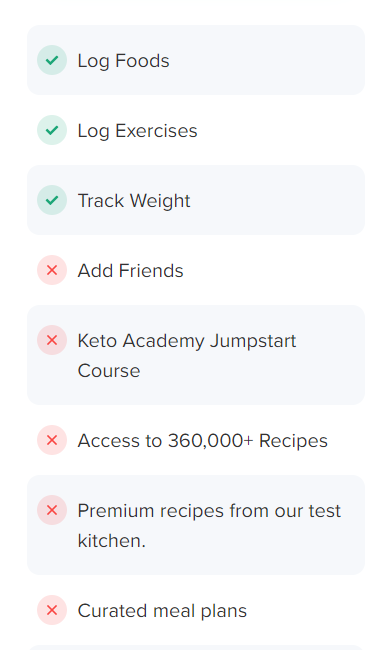 Log Foods
Log Exercises
Track Weight
Add Friends
Keto Academy Jumpstart
Course
Access to 360,000+ Recipes
Premium recipes from our test
kitchen.
Curated meal plans